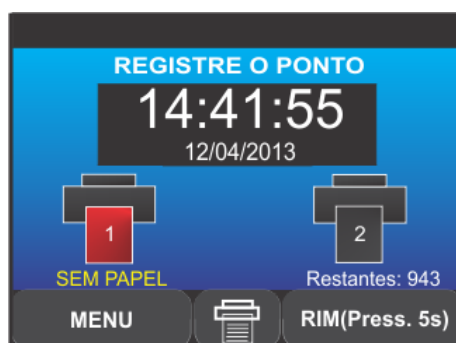 REGISTRE O PONTO
14:41:55
12/04/2013
1
2
SEM PAPEL
Restantes: 943
MENU
RIM(Press. 5s)